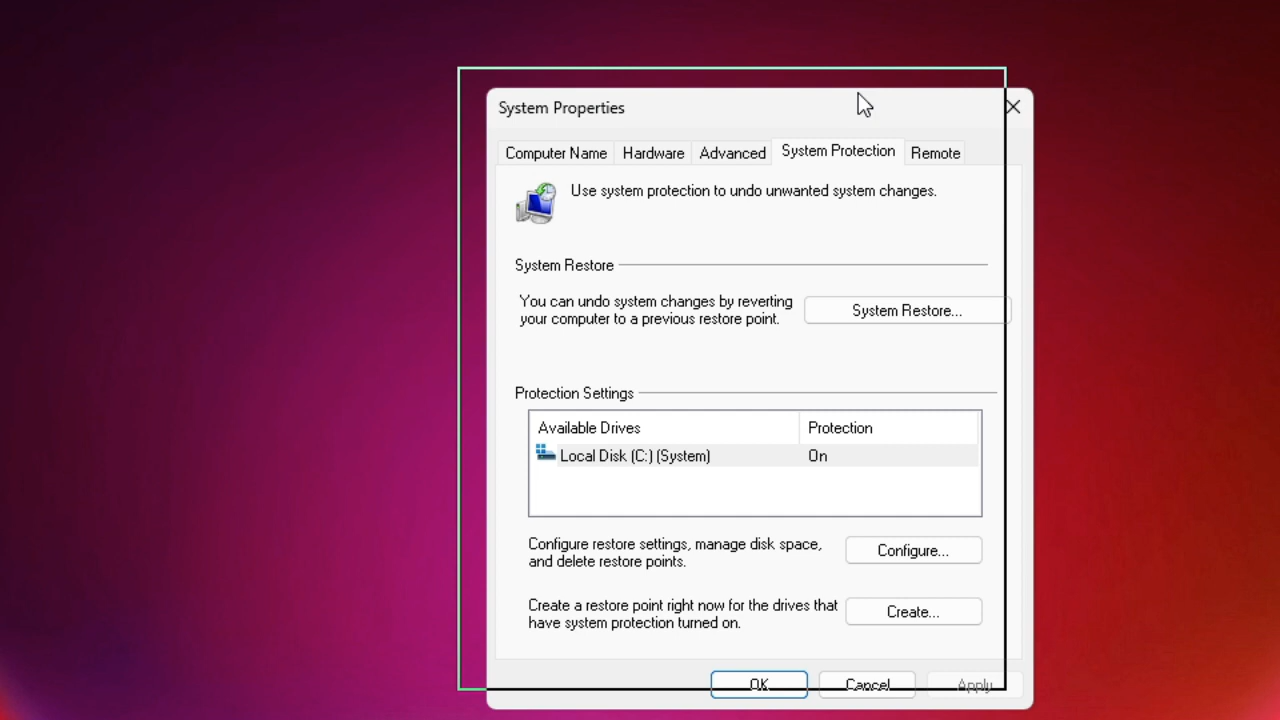 System Properties
Computer Name
Hardware
Advanced
System Protection
Remote
Use system protection to undo unwanted system changes.
System Restore
You can undo system changes by reverting
your computer to a previous restore point.
System Restore...
Protection Settings
Available Drives
Protection
Local Disk (C:) (System)
On
Configure restore settings, manage disk space,
and delete restore points.
Configure...
Create a restore point right now for the drives that
have system protection turned on.
Create...
OK
Cancel
Apply